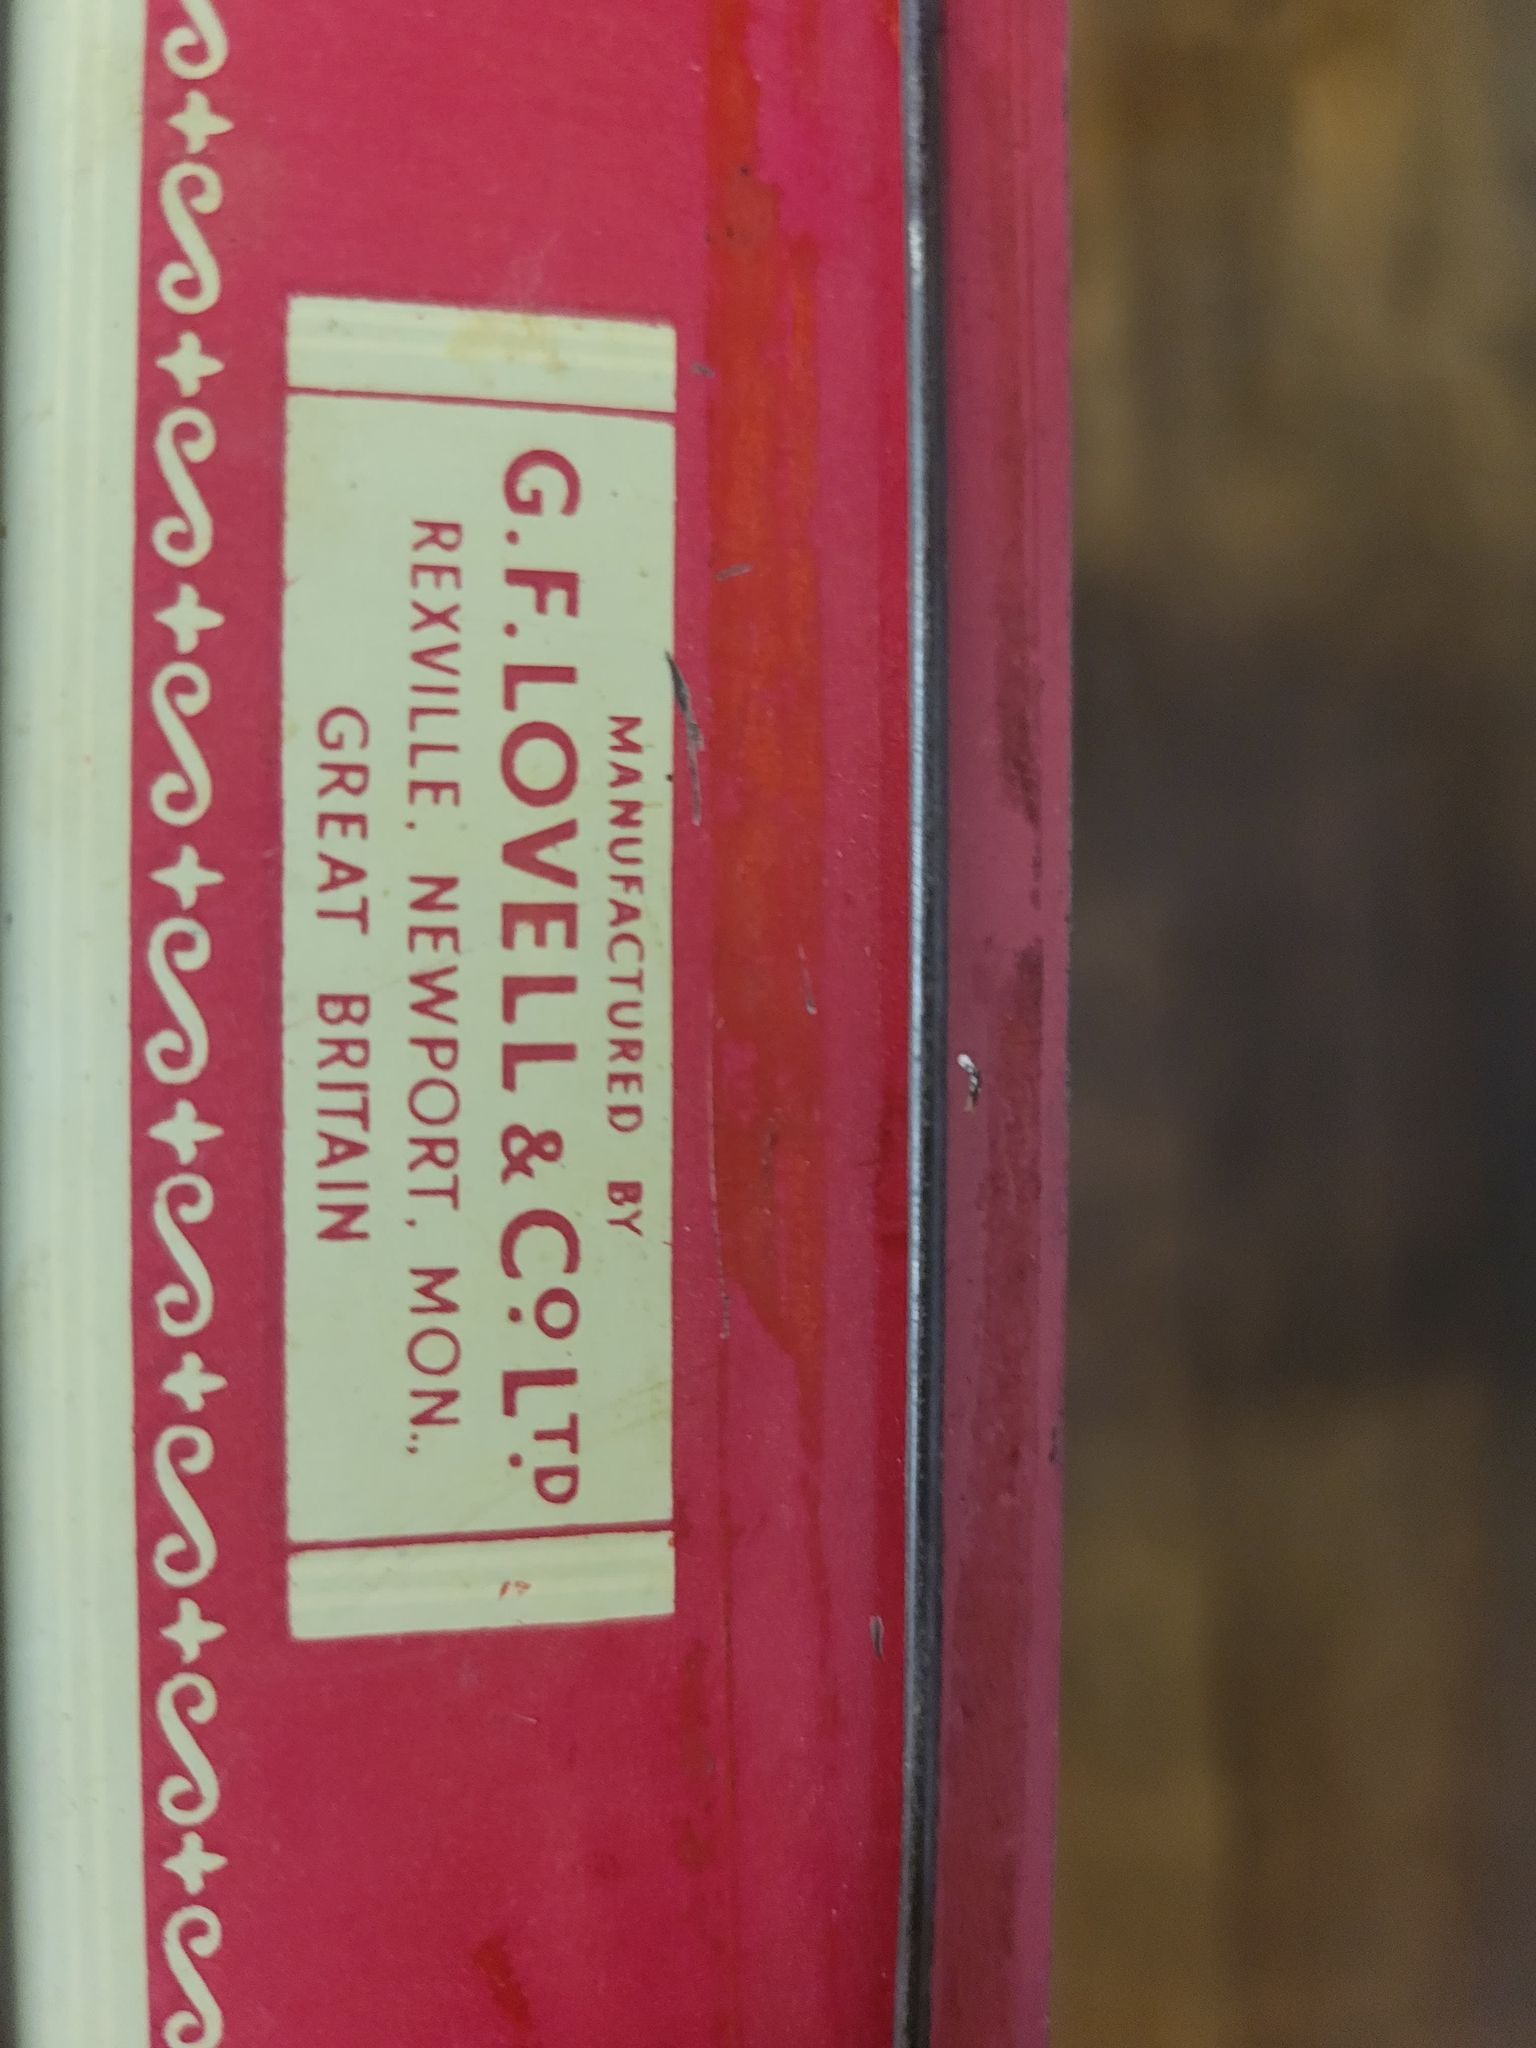 MANUFACTURED BY
G. F. LOVELL & Cº. LTD.
REXVILLE, NEWPORT, MON.,
GREAT BRITAIN